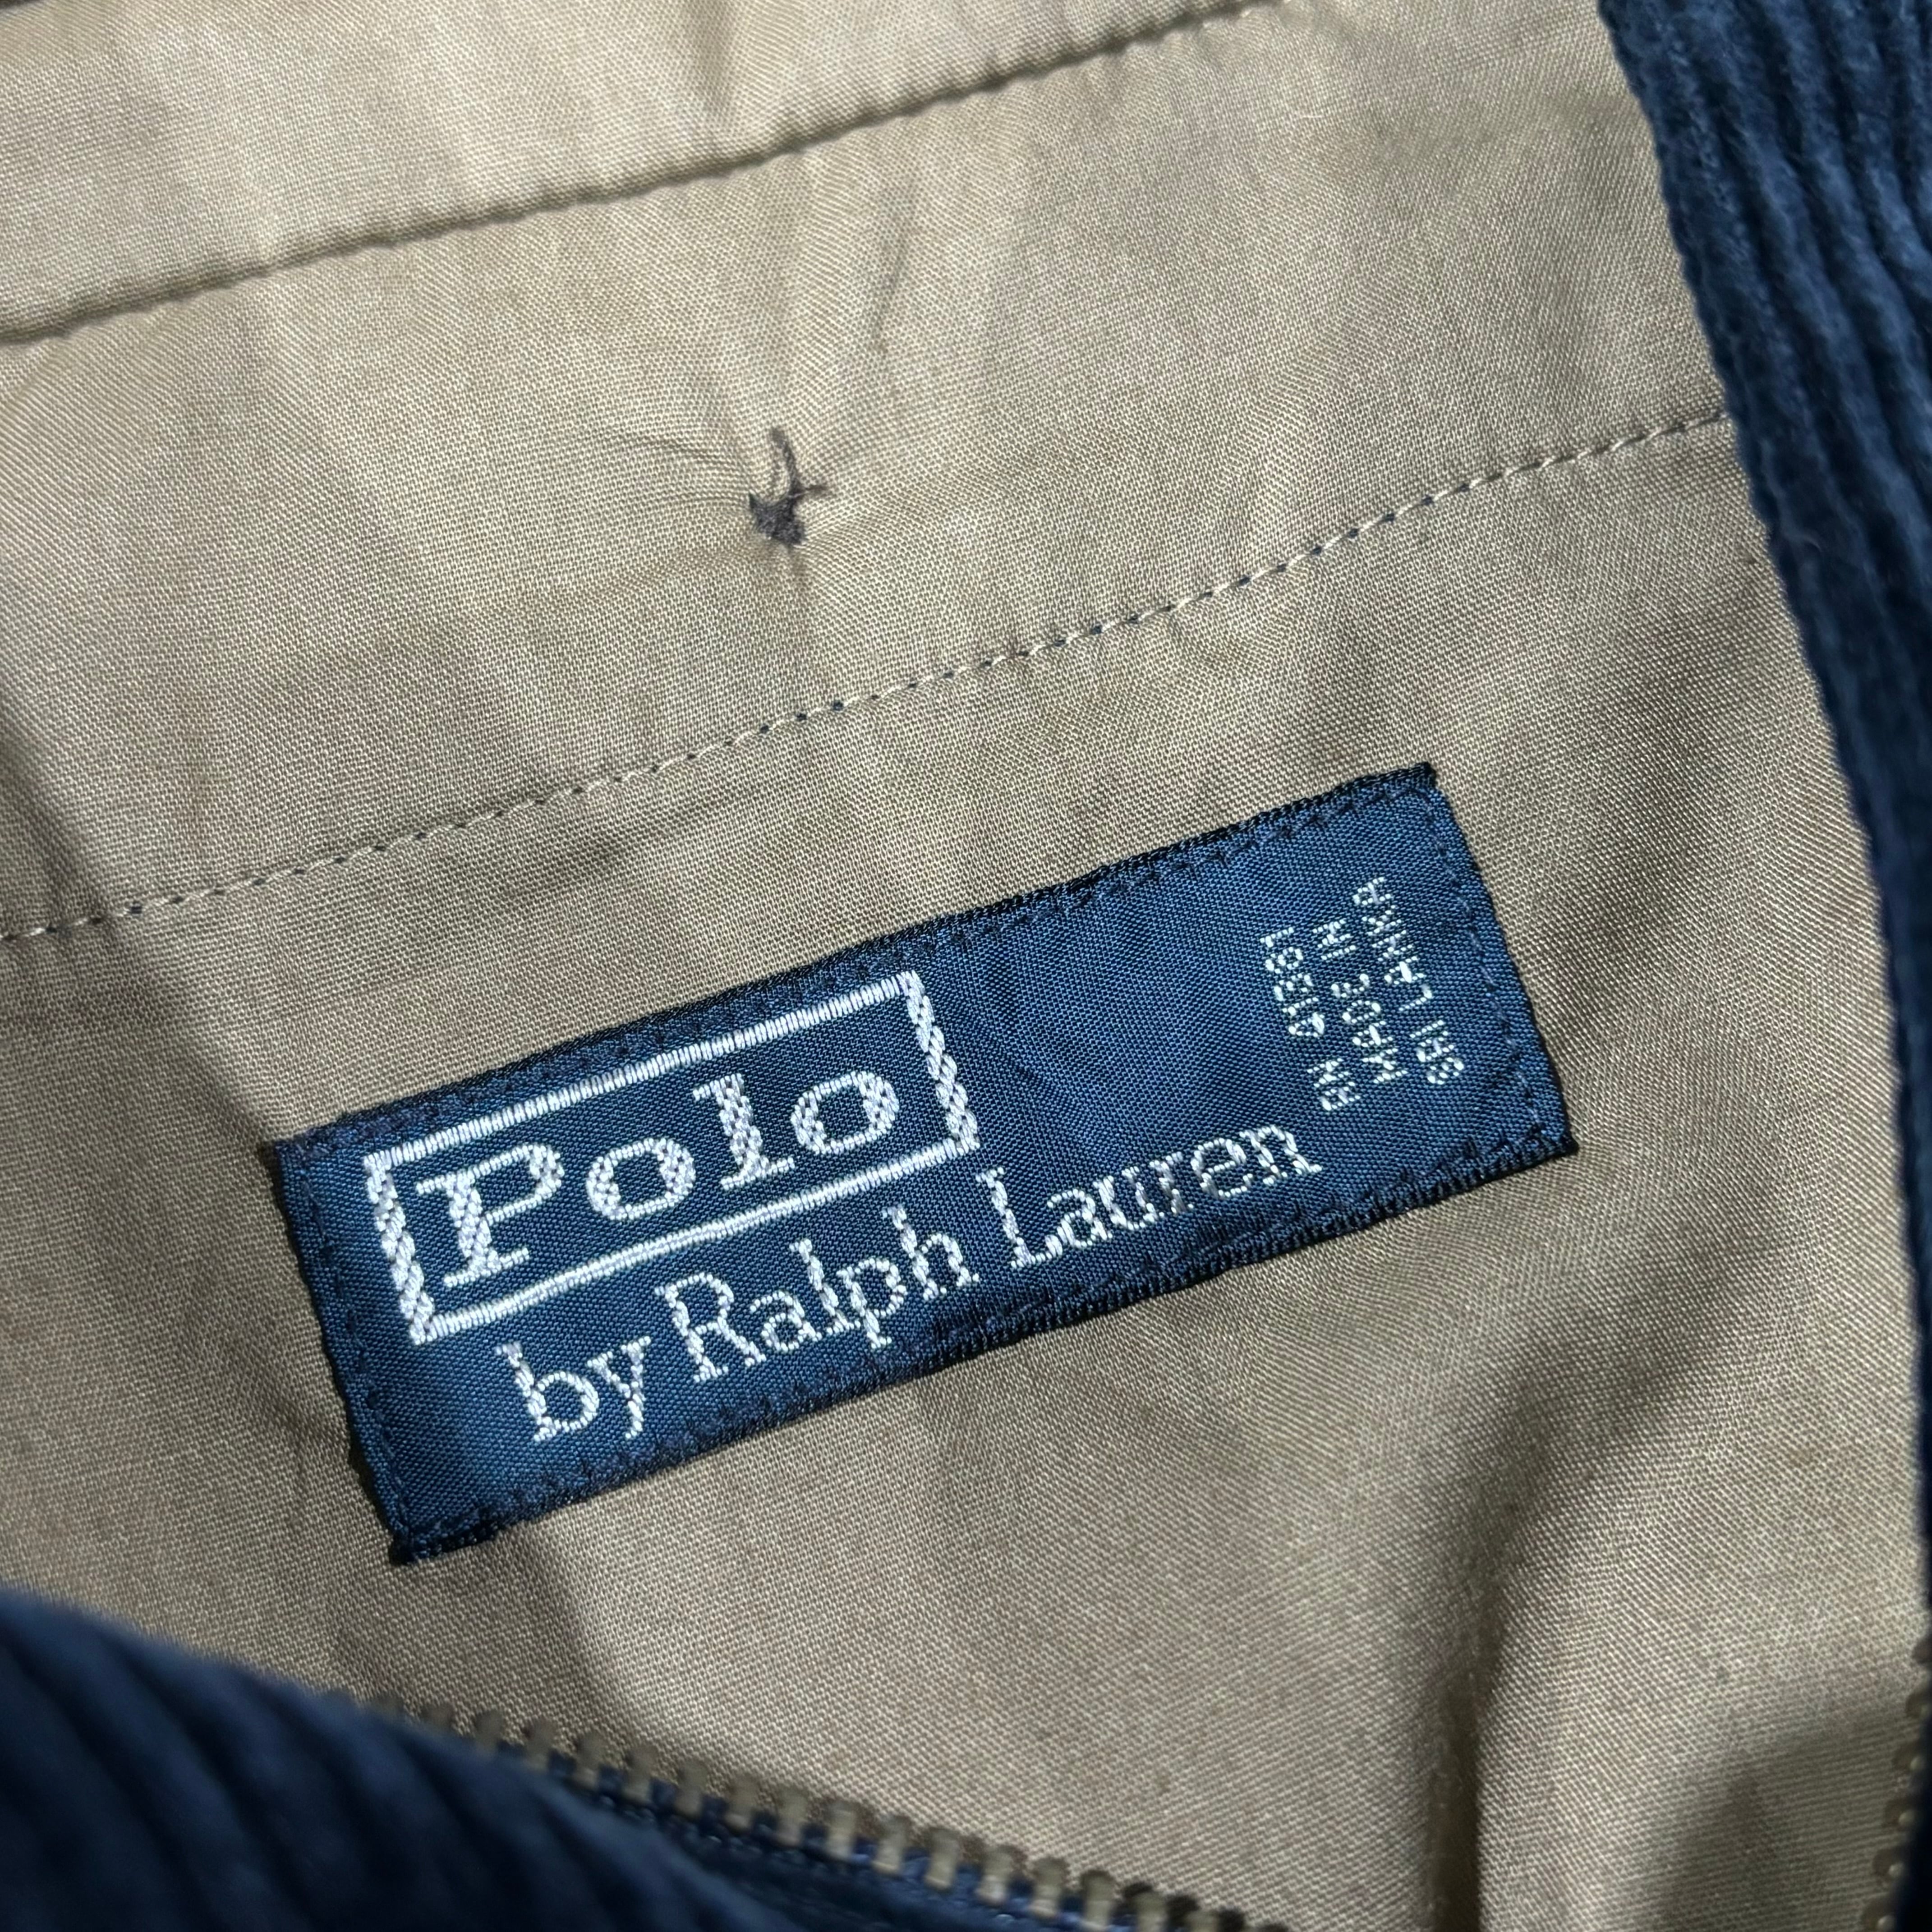 Polo
by Ralph Lauren
RN 41381
MADE IN
SRI LANKA